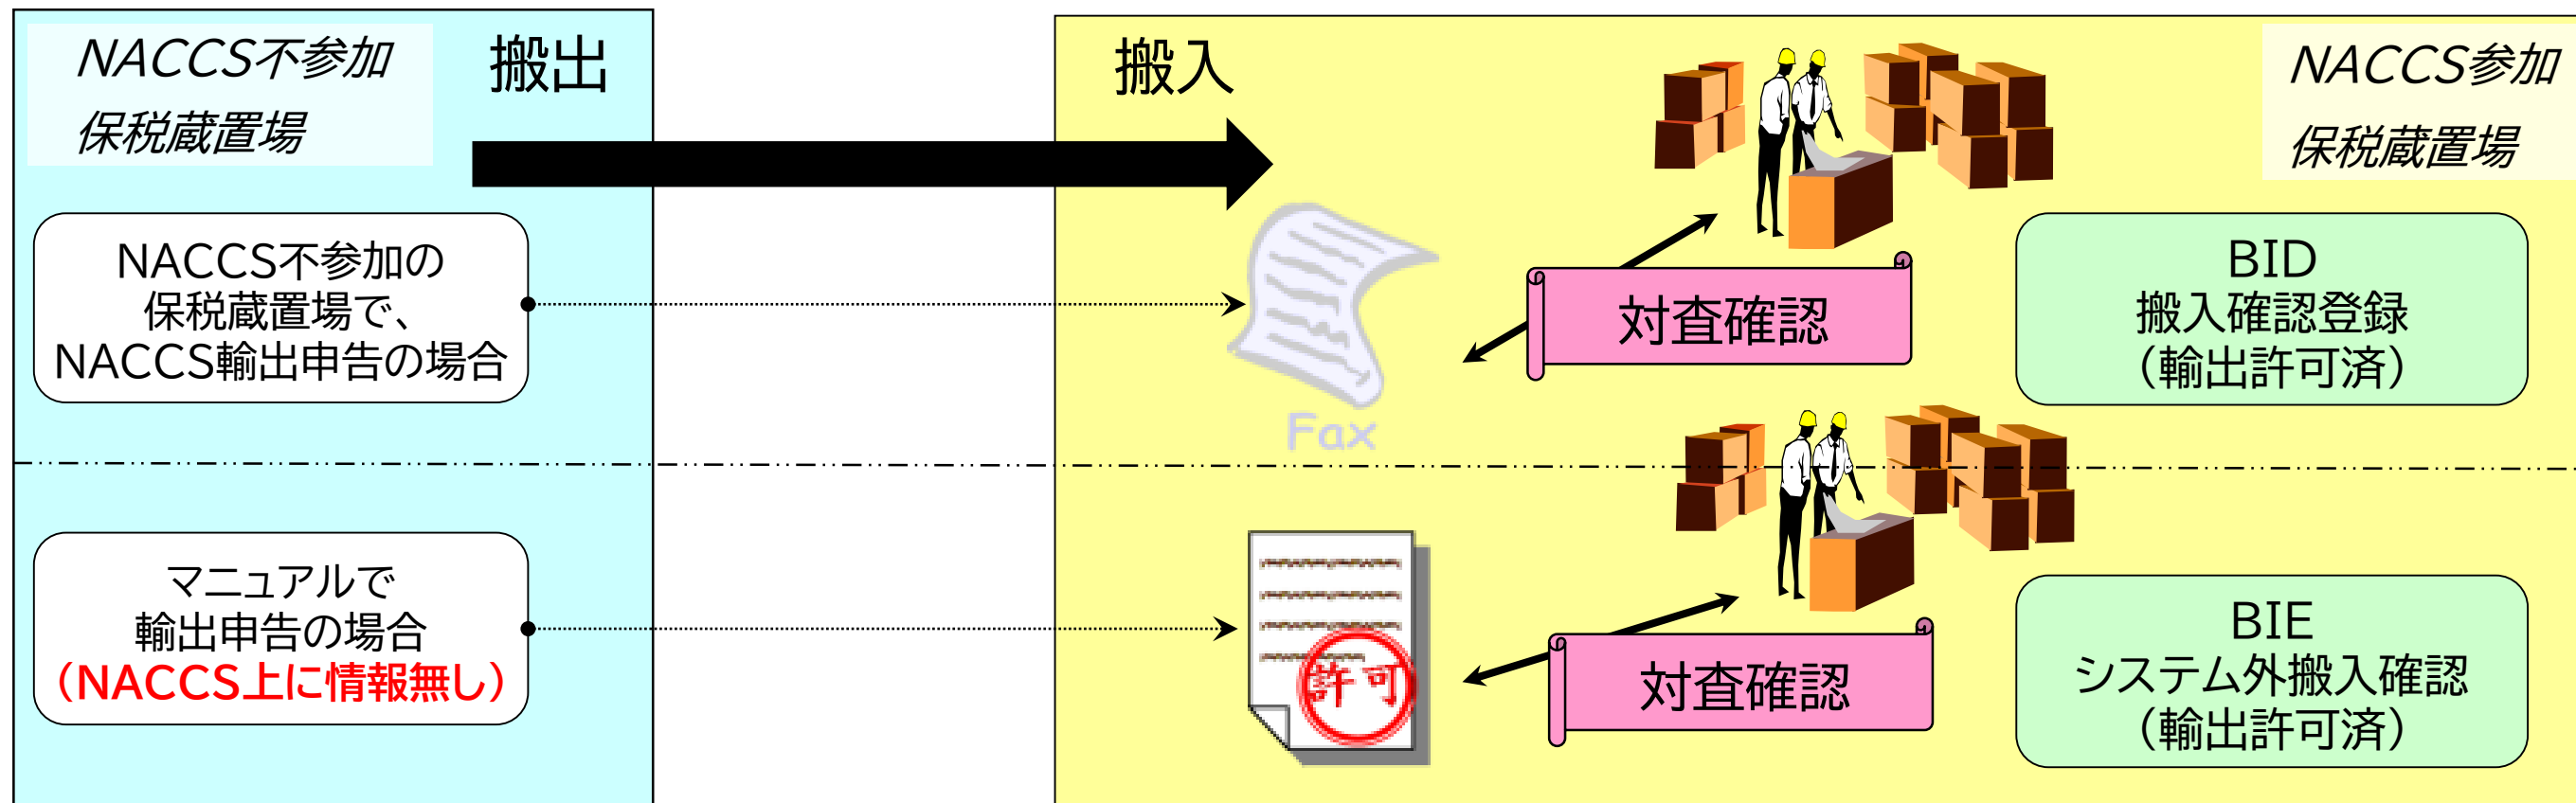 NACCS不参加
保税蔵置場
搬出
搬入
NACCS参加
保税蔵置場
NACCS不参加の
保税蔵置場で、
NACCS輸出申告の場合
Fax
対査確認
BID
搬入確認登録
（輸出許可済）
マニュアルで
輸出申告の場合
（NACCS上に情報無し）
許可
対査確認
BIE
システム外搬入確認
（輸出許可済）